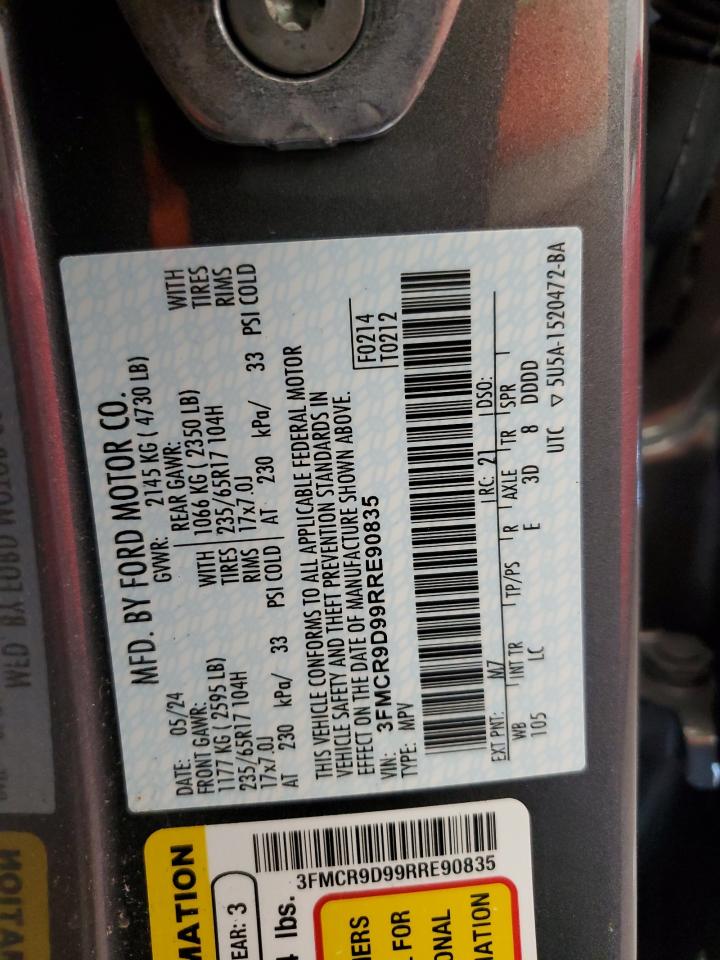 MFD. BY FORD MOTOR CO.
DATE: 05/24 GVWR: 2145 KG ( 4730 LB)
FRONT GAWR: REAR GAWR:
1177 KG ( 2595 LB) WITH 1066 KG ( 2350 LB) WITH
235/65R17 104H TIRES 235/65R17 104H TIRES
17x7.0J RIMS 17x7.0J RIMS
AT 230 kPa/ 33 PSI COLD AT 230 kPa/ 33 PSI COLD
THIS VEHICLE CONFORMS TO ALL APPLICABLE FEDERAL MOTOR
VEHICLE SAFETY AND THEFT PREVENTION STANDARDS IN
EFFECT ON THE DATE OF MANUFACTURE SHOWN ABOVE.
VIN: 3FMCR9D99RRE90835
TYPE: MPV
F0214
T0212
EXT PNT: M7 RC: 21 DSO:
WB INT TR TP/PS R AXLE TR SPR
105 LC E 3D 8 DDDD
UTC ▽ 5U5A-1520472-BA
3FMCR9D99RRE90835
EAR: 3
lbs.